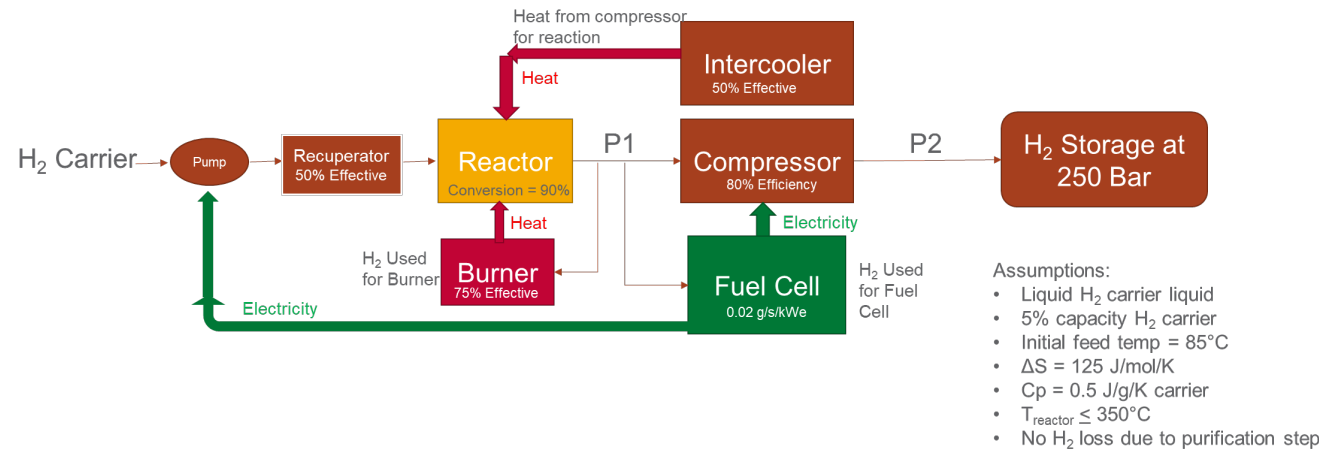 Heat from compressor
for reaction
Intercooler
50% Effective
Heat
H₂ Carrier
Pump
Recuperator
50% Effective
Reactor
Conversion = 90%
P1
Compressor
80% Efficiency
P2
H₂ Storage at
250 Bar
Heat
Electricity
H₂ Used
for Burner
Burner
75% Effective
Fuel Cell
0.02 g/s/kWe
H₂ Used
for Fuel
Cell
Electricity
Assumptions:
• Liquid H₂ carrier liquid
• 5% capacity H₂ carrier
• Initial feed temp = 85°C
• ΔS = 125 J/mol/K
• Cp = 0.5 J/g/K carrier
• Treactor ≤ 350°C
• No H₂ loss due to purification step